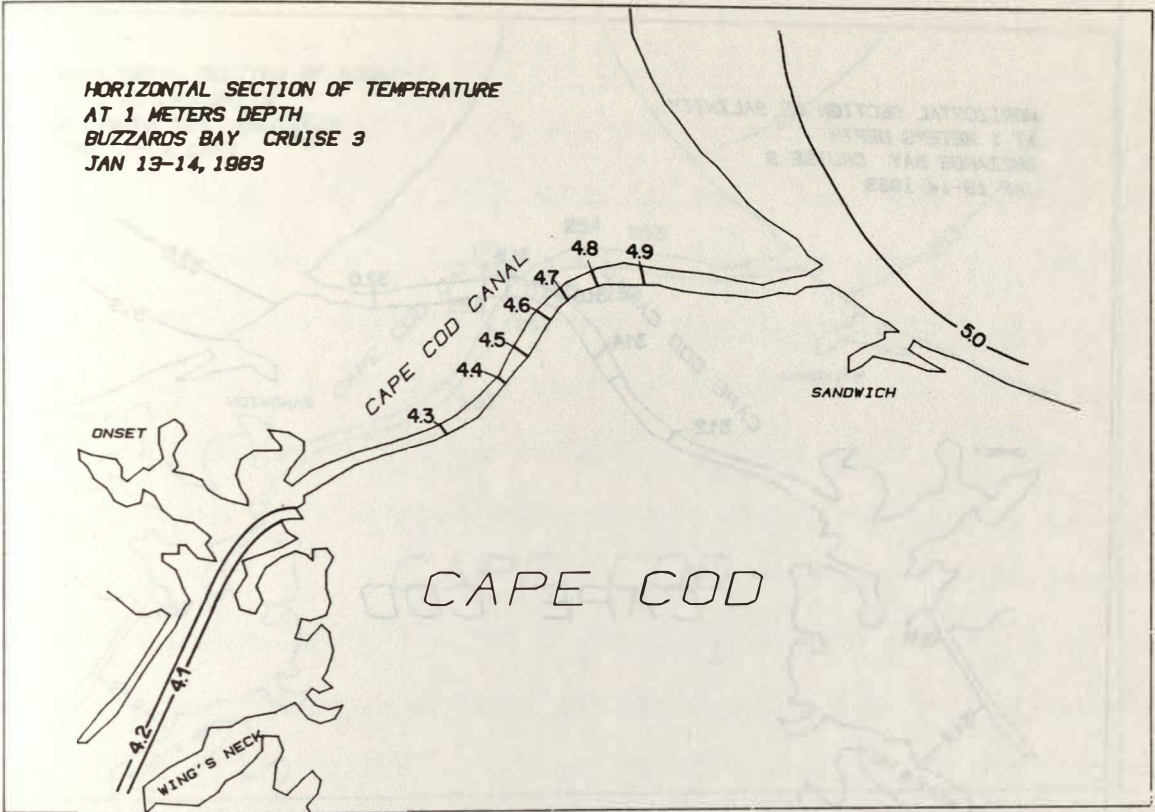 HORIZONTAL SECTION OF TEMPERATURE
AT 1 METERS DEPTH
BUZZARDS BAY CRUISE 3
JAN 13-14, 1983
4.8
4.9
4.7
4.6
4.5
4.4
4.3
CAPE COD CANAL
5.0
SANDWICH
ONSET
CAPE COD
4.1
4.2
WING'S NECK